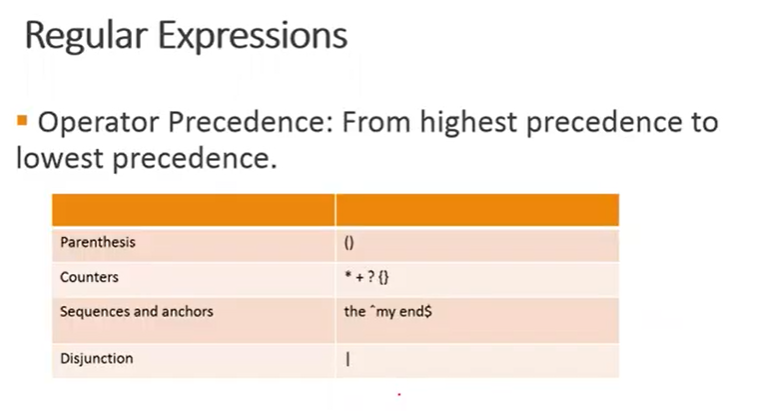 Regular Expressions
▪ Operator Precedence: From highest precedence to
lowest precedence.
Parenthesis ()
Counters * + ? {}
Sequences and anchors the ^my end$
Disjunction |